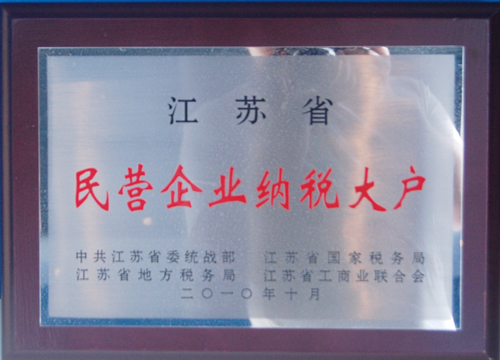 江苏省
民营企业纳税大户
中共江苏省委统战部 江苏省国家税务局
江苏省地方税务局 江苏省工商业联合会
二〇一〇年十月